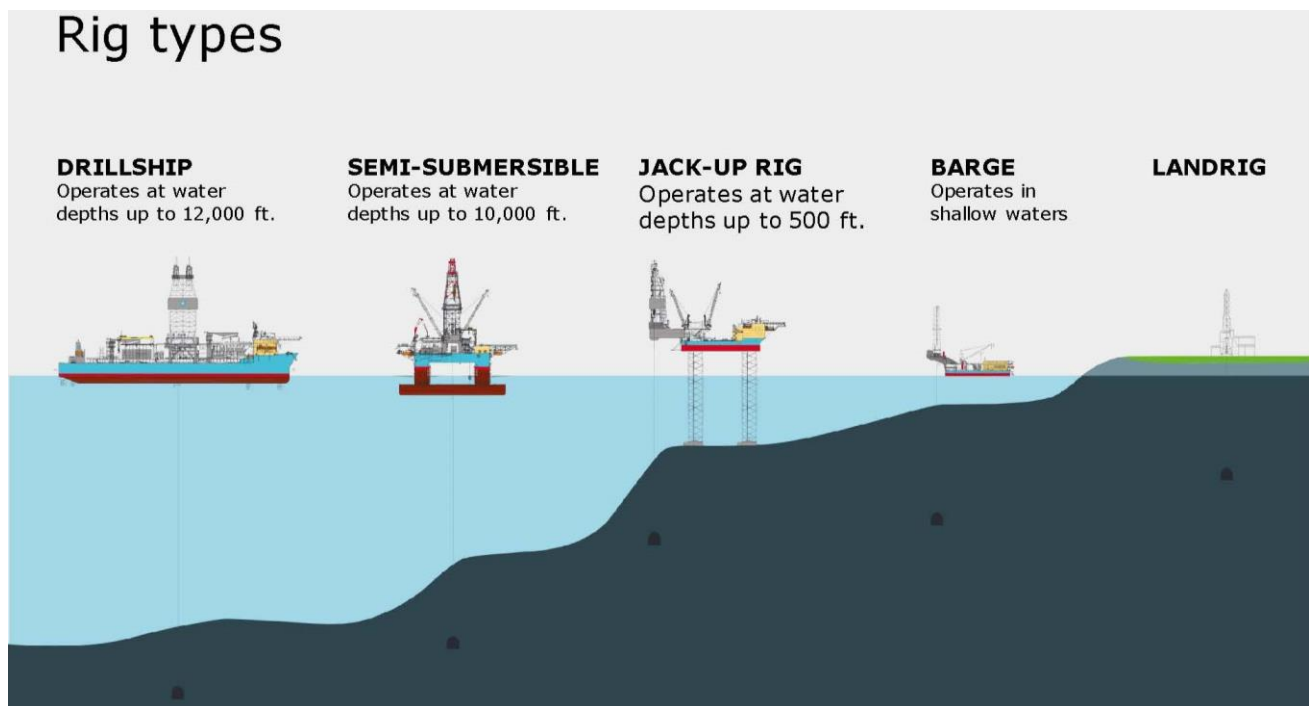 Rig types
DRILLSHIP
Operates at water
depths up to 12,000 ft.
SEMI-SUBMERSIBLE
Operates at water
depths up to 10,000 ft.
JACK-UP RIG
Operates at water
depths up to 500 ft.
BARGE
Operates in
shallow waters
LANDRIG